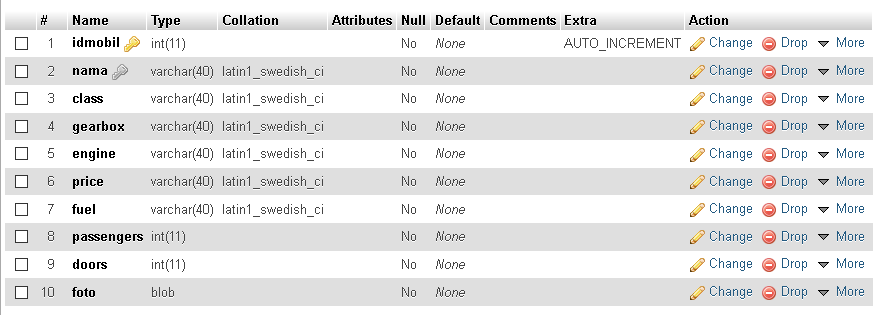 # Name Type Collation Attributes Null Default Comments Extra Action
1 idmobil int(11) No None AUTO_INCREMENT Change Drop More
2 nama varchar(40) latin1_swedish_ci No None Change Drop More
3 class varchar(40) latin1_swedish_ci No None Change Drop More
4 gearbox varchar(40) latin1_swedish_ci No None Change Drop More
5 engine varchar(40) latin1_swedish_ci No None Change Drop More
6 price varchar(40) latin1_swedish_ci No None Change Drop More
7 fuel varchar(40) latin1_swedish_ci No None Change Drop More
8 passengers int(11) No None Change Drop More
9 doors int(11) No None Change Drop More
10 foto blob No None Change Drop More